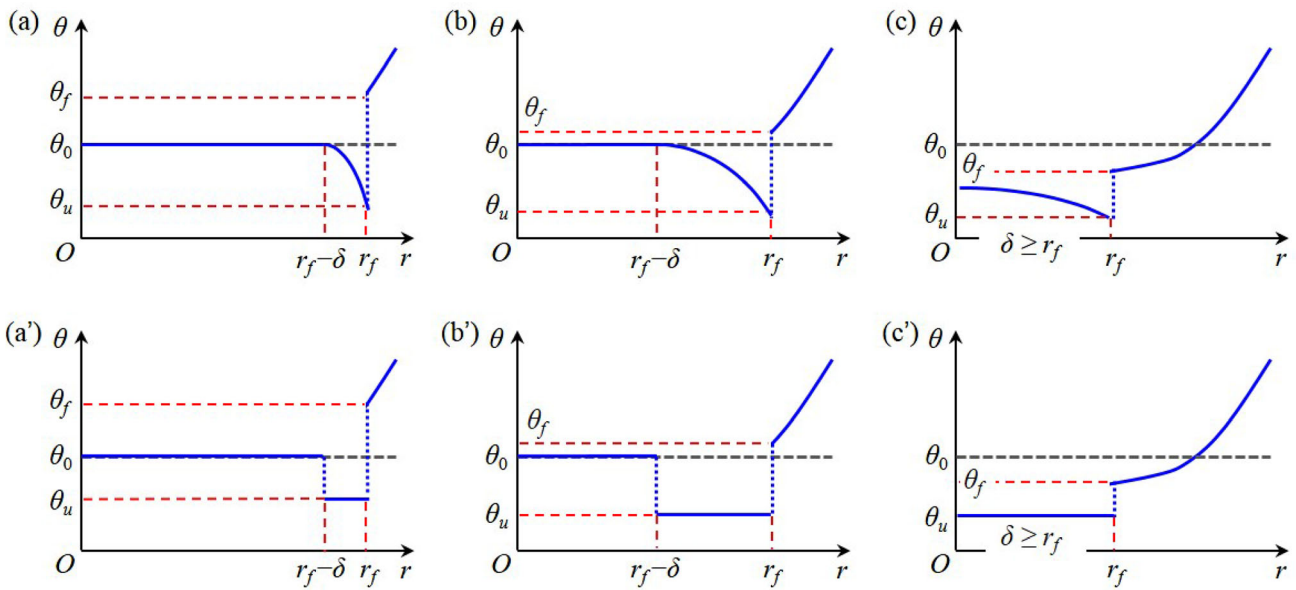 (a)
θ
θf
θ0
θu
O
rf−δ
rf
r
(b)
θ
θf
θ0
θu
O
rf−δ
rf
r
(c)
θ
θ0
θf
θu
O
δ ≥ rf
rf
r
(a’)
θ
θf
θ0
θu
O
rf−δ
rf
r
(b’)
θ
θf
θ0
θu
O
rf−δ
rf
r
(c’)
θ
θ0
θf
θu
O
δ ≥ rf
rf
r